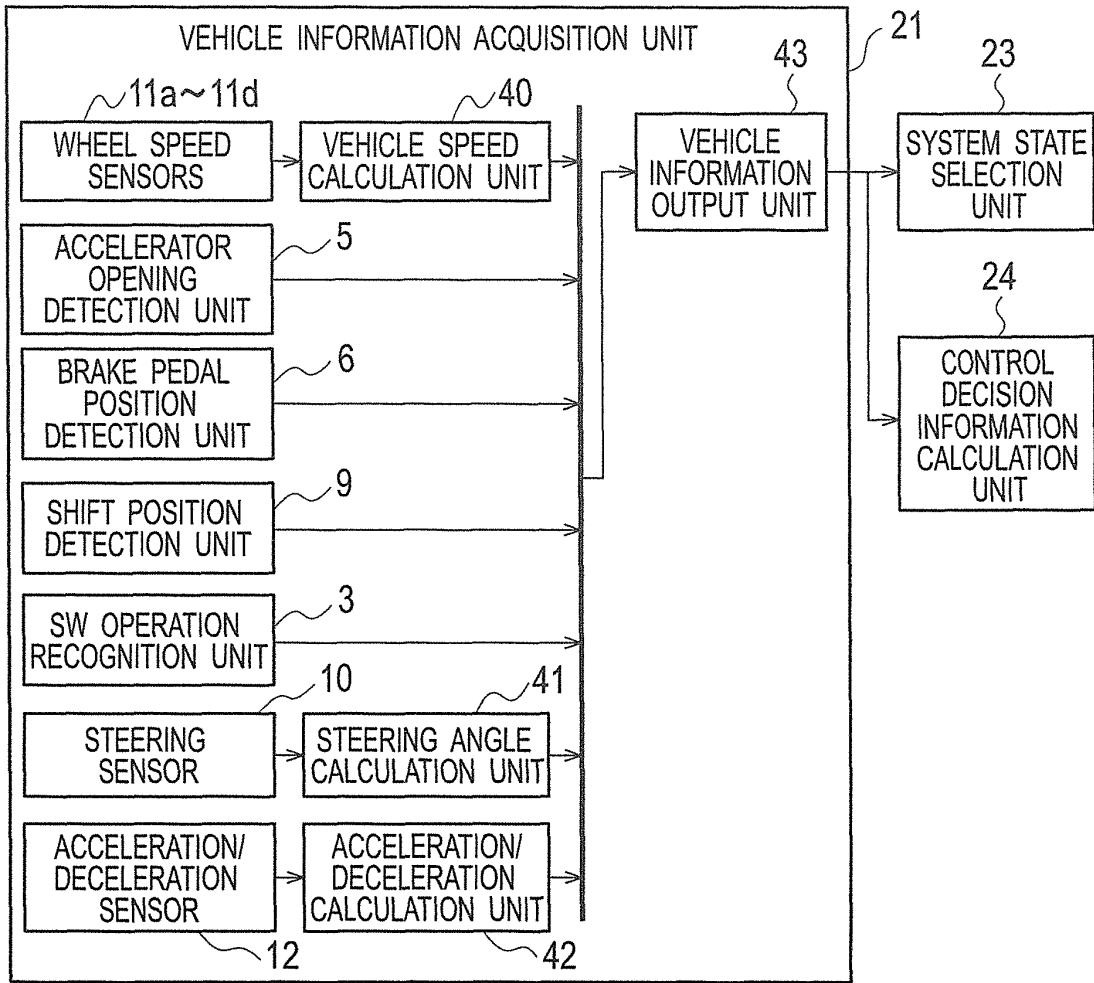 VEHICLE INFORMATION ACQUISITION UNIT
21
11a~11d
40
43
23
WHEEL SPEED
SENSORS
VEHICLE SPEED
CALCULATION UNIT
VEHICLE
INFORMATION
OUTPUT UNIT
SYSTEM STATE
SELECTION
UNIT
5
ACCELERATOR
OPENING
DETECTION UNIT
24
CONTROL
DECISION
INFORMATION
CALCULATION
UNIT
6
BRAKE PEDAL
POSITION
DETECTION UNIT
9
SHIFT POSITION
DETECTION UNIT
3
SW OPERATION
RECOGNITION UNIT
10
41
STEERING
SENSOR
STEERING ANGLE
CALCULATION UNIT
ACCELERATION/
DECELERATION
SENSOR
ACCELERATION/
DECELERATION
CALCULATION UNIT
12
42